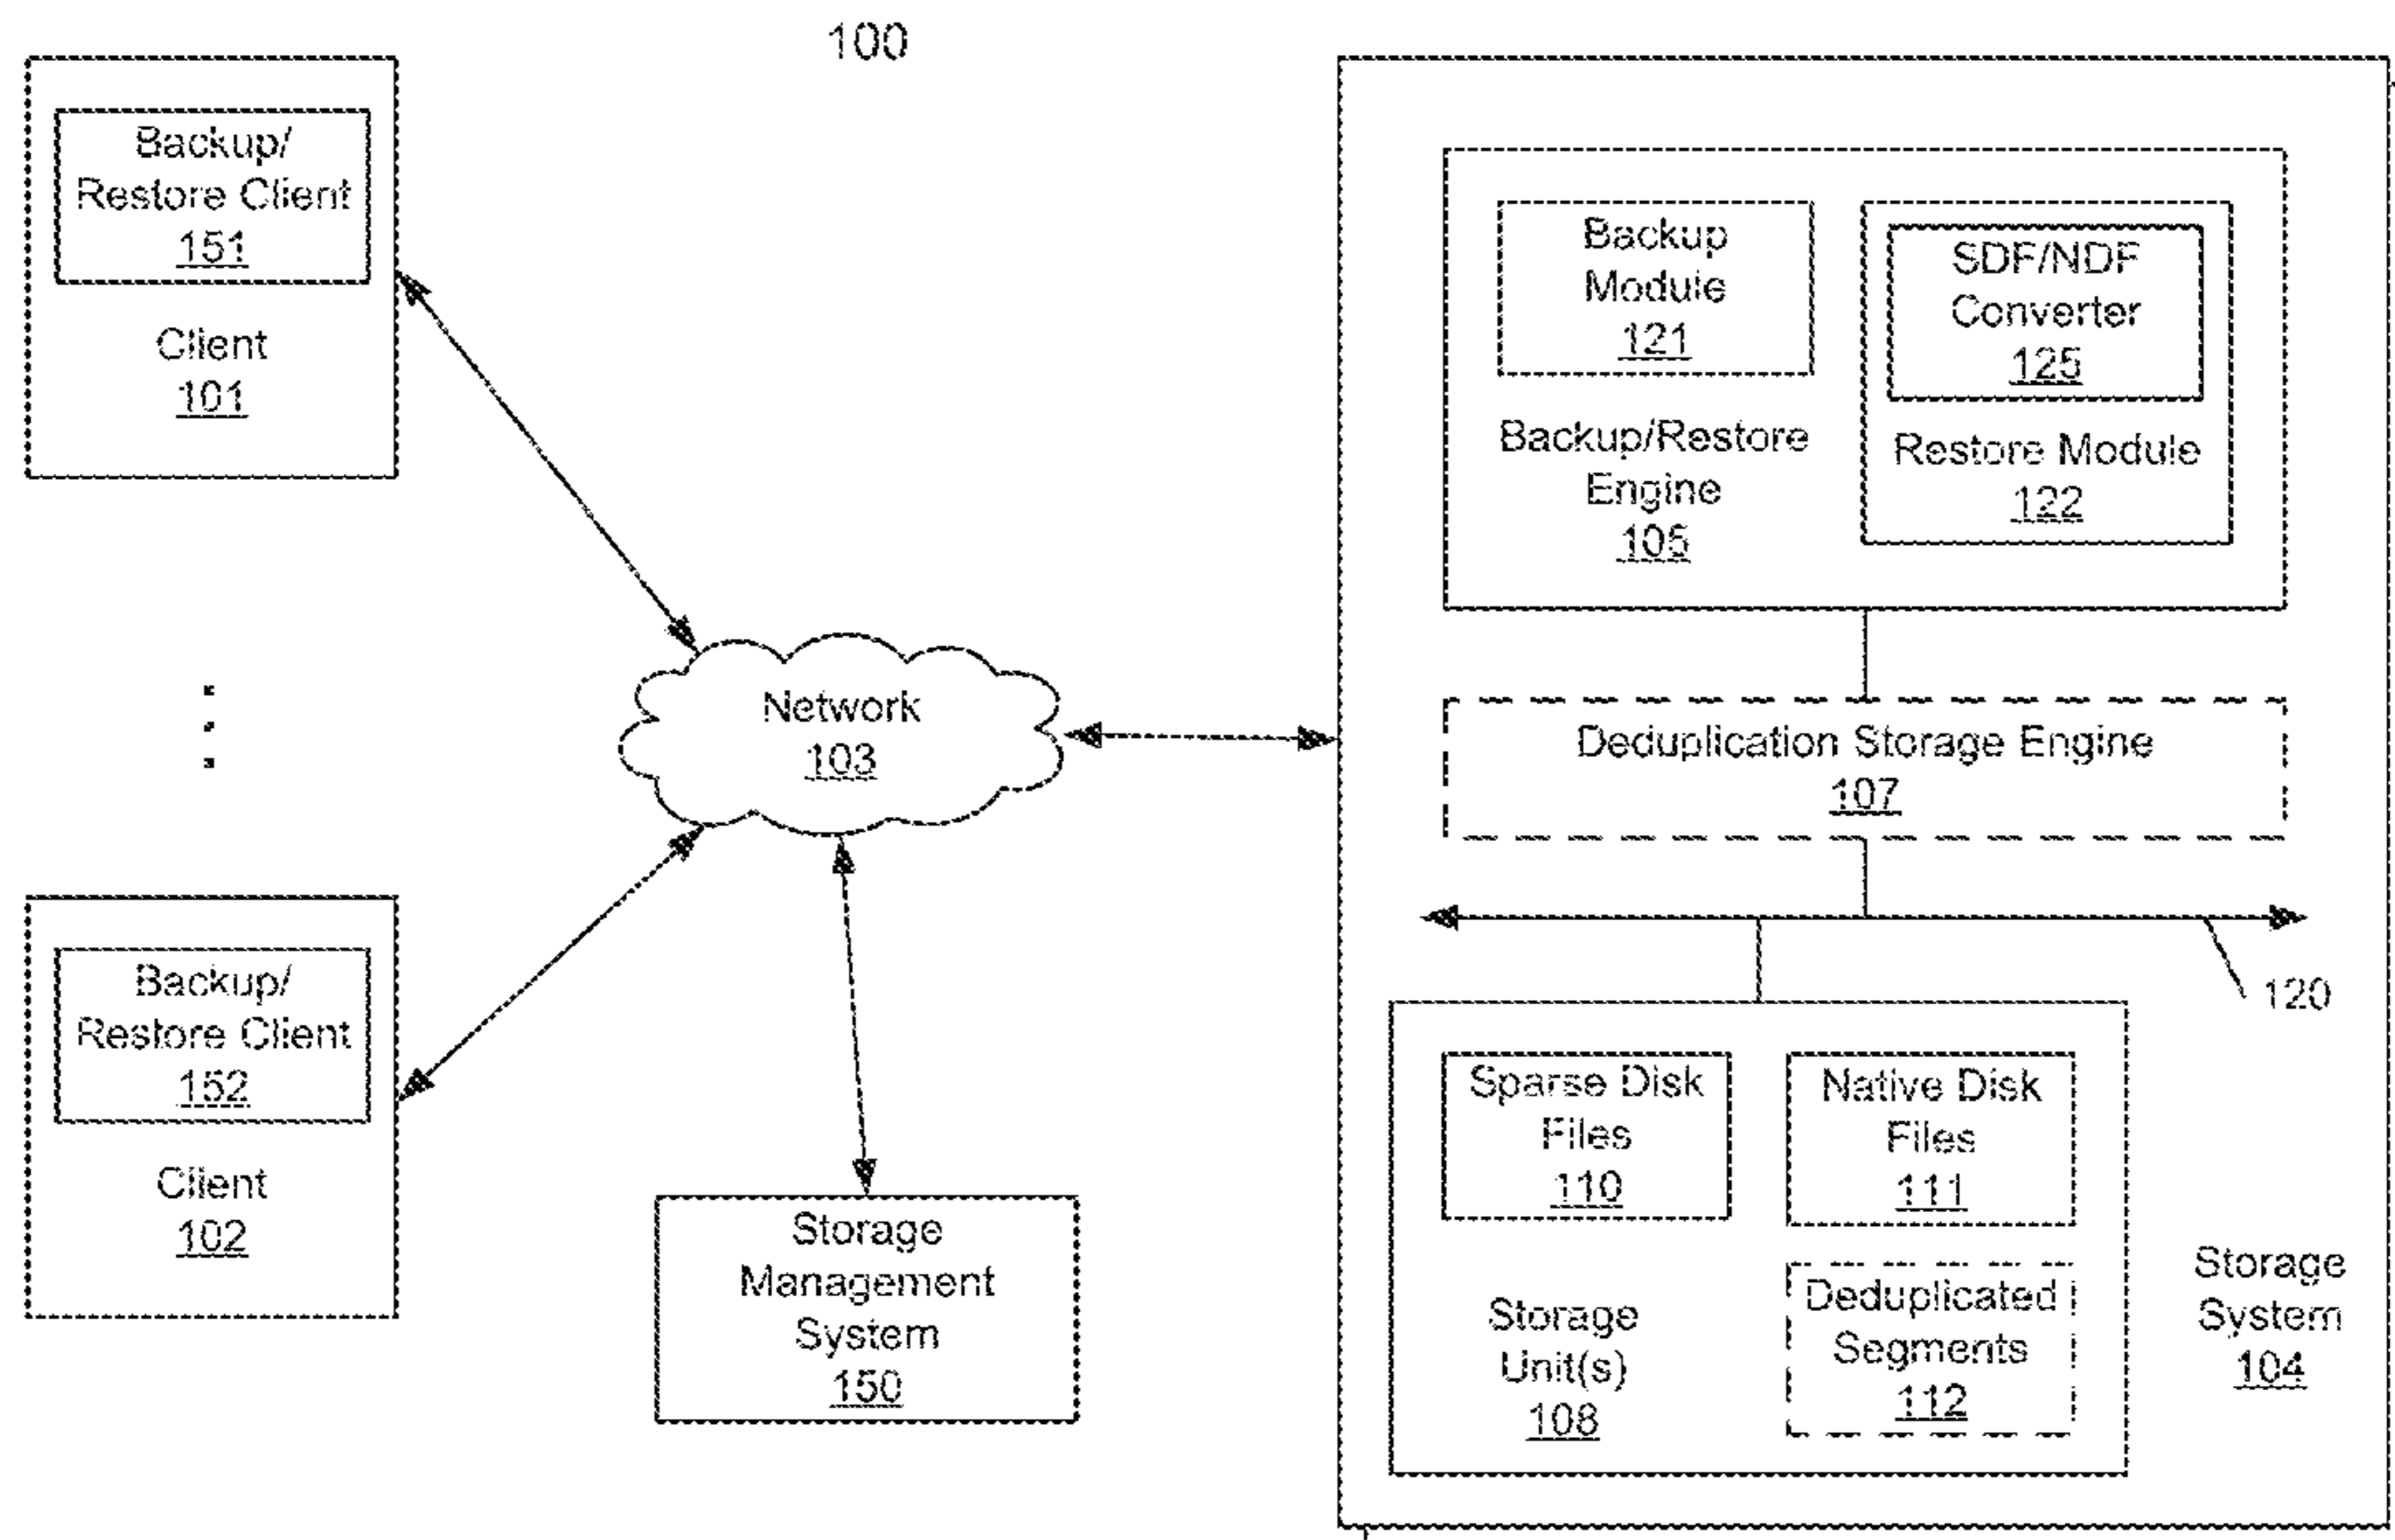 100
Backup/
Restore Client
151
Client
101
Backup/
Restore Client
152
Client
102
Network
103
Storage
Management
System
150
Backup
Module
121
SDF/NDF
Converter
125
Backup/Restore
Engine
105
Restore Module
122
Deduplication Storage Engine
107
120
Sparse Disk
Files
110
Native Disk
Files
111
Deduplicated
Segments
112
Storage
Unit(s)
108
Storage
System
104